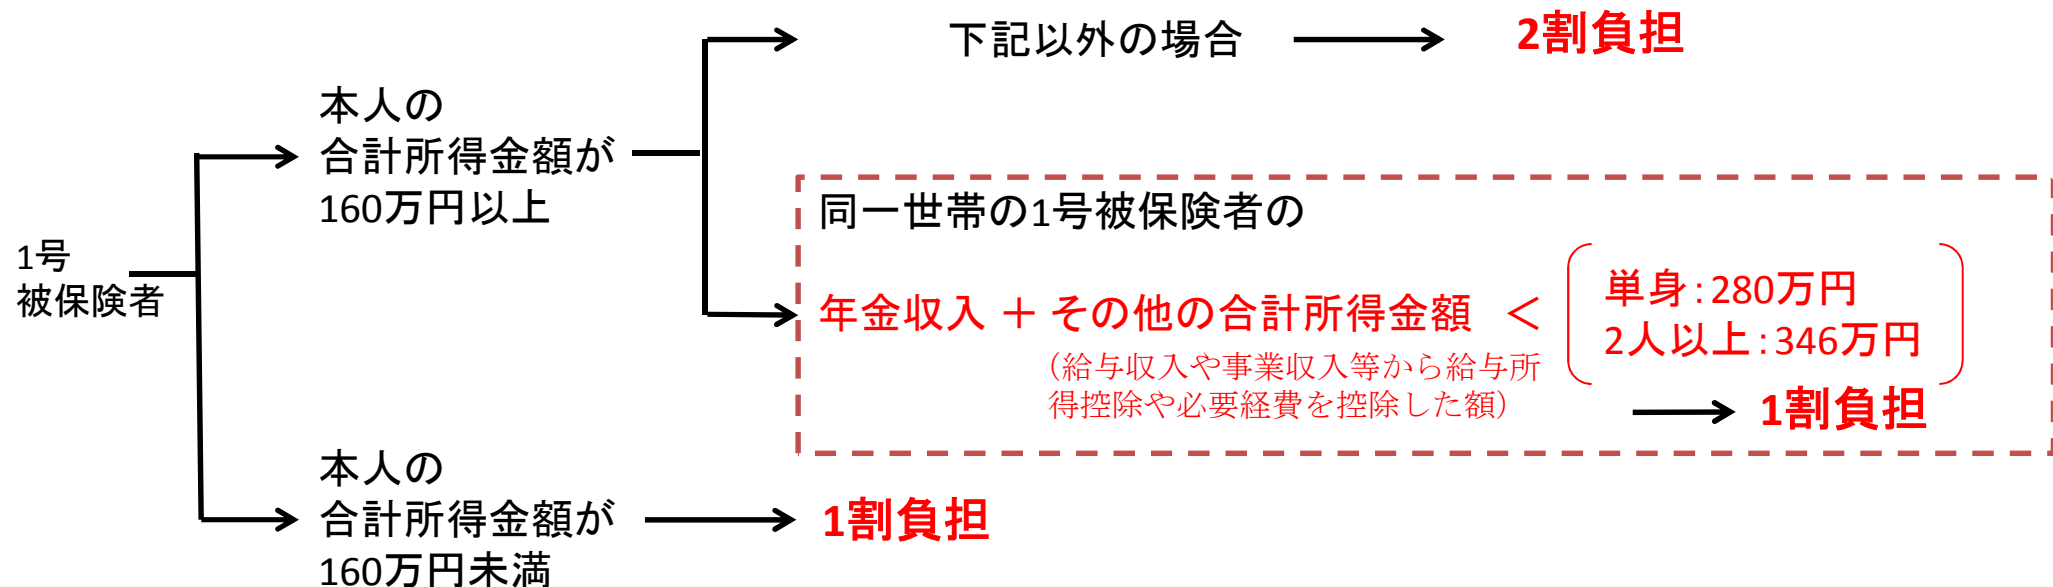 1号
被保険者
本人の
合計所得金額が
160万円以上
下記以外の場合
2割負担
同一世帯の1号被保険者の
年金収入 + その他の合計所得金額 <
(給与収入や事業収入等から給与所
得控除や必要経費を控除した額)
単身:280万円
2人以上:346万円
1割負担
本人の
合計所得金額が
160万円未満
1割負担